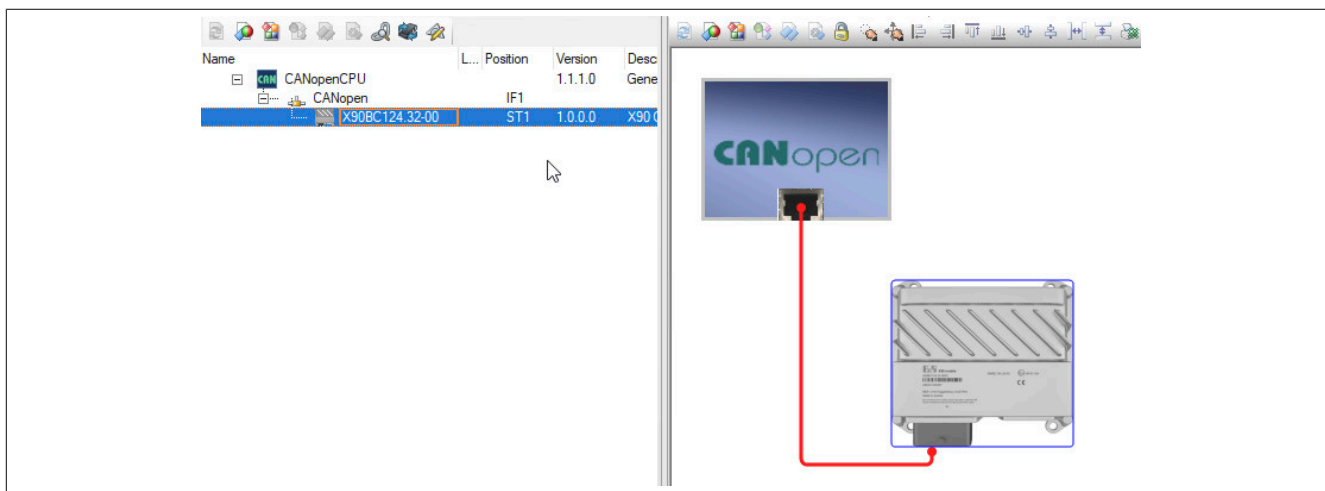 Name L... Position Version Desc
CAN CANopenCPU 1.1.1.0 Gene
CANopen IF1
X90BC124.32-00 ST1 1.0.0.0 X90 C
CANopen
CE